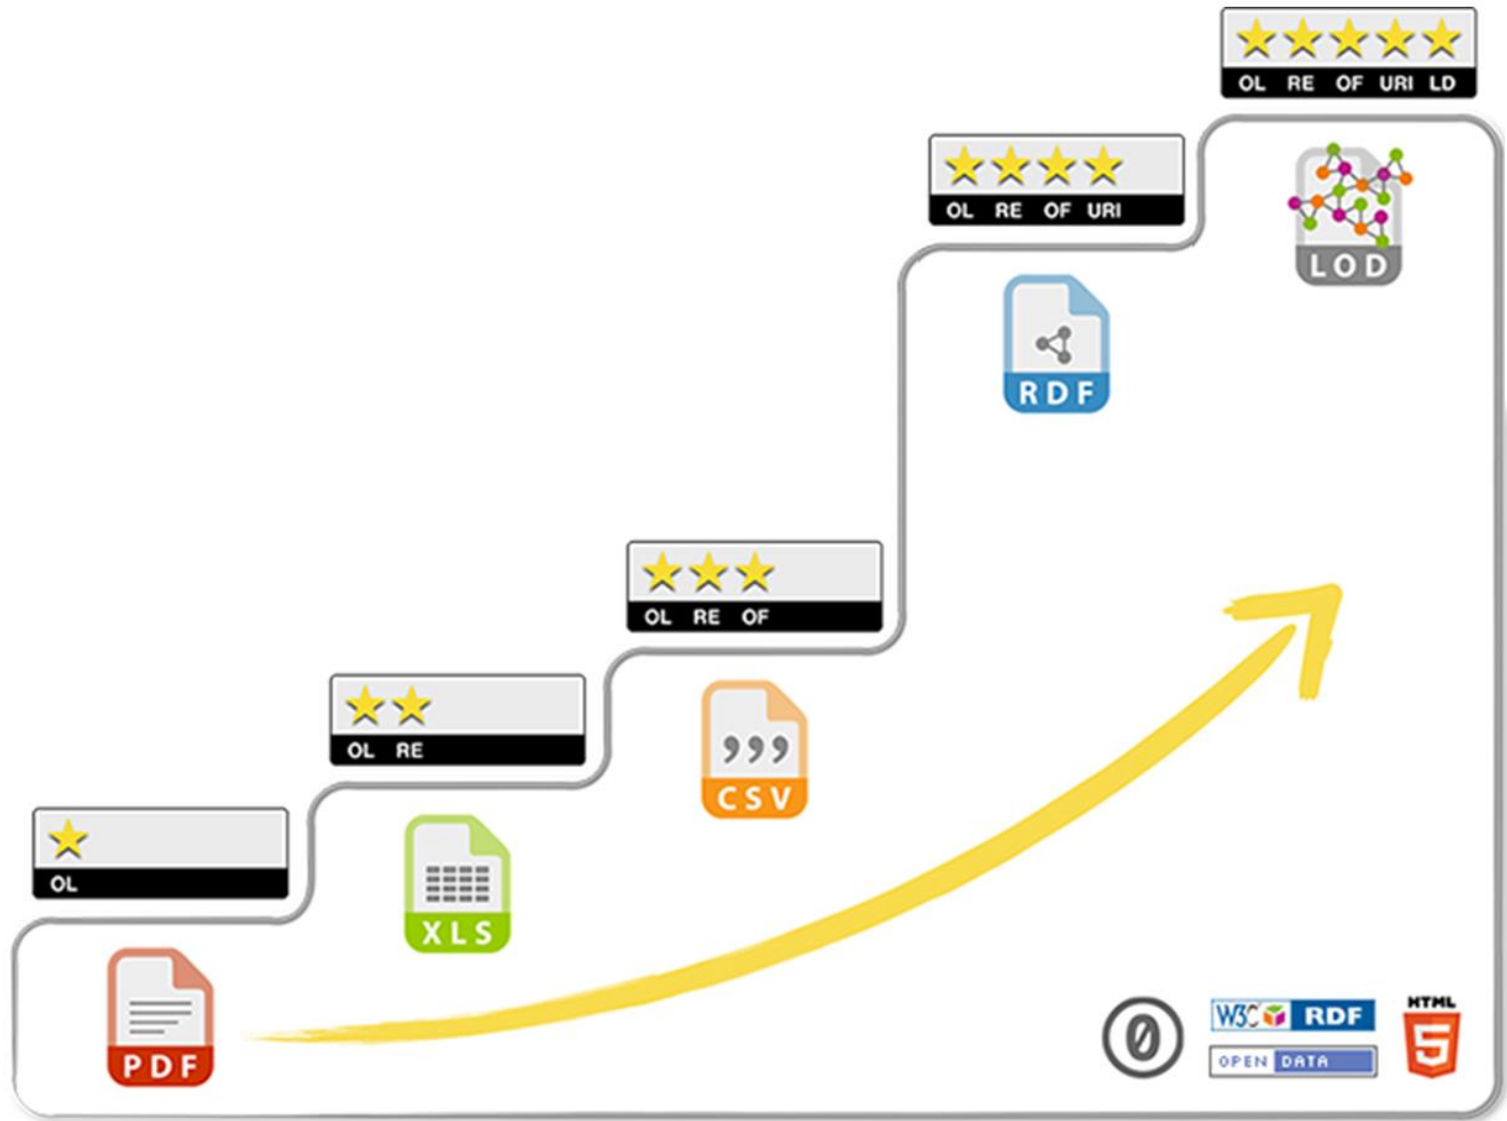 OL RE OF URI LD
LOD
OL RE OF URI
RDF
OL RE OF
CSV
OL RE
XLS
OL
PDF
0
W3C RDF
OPEN DATA
HTML
5